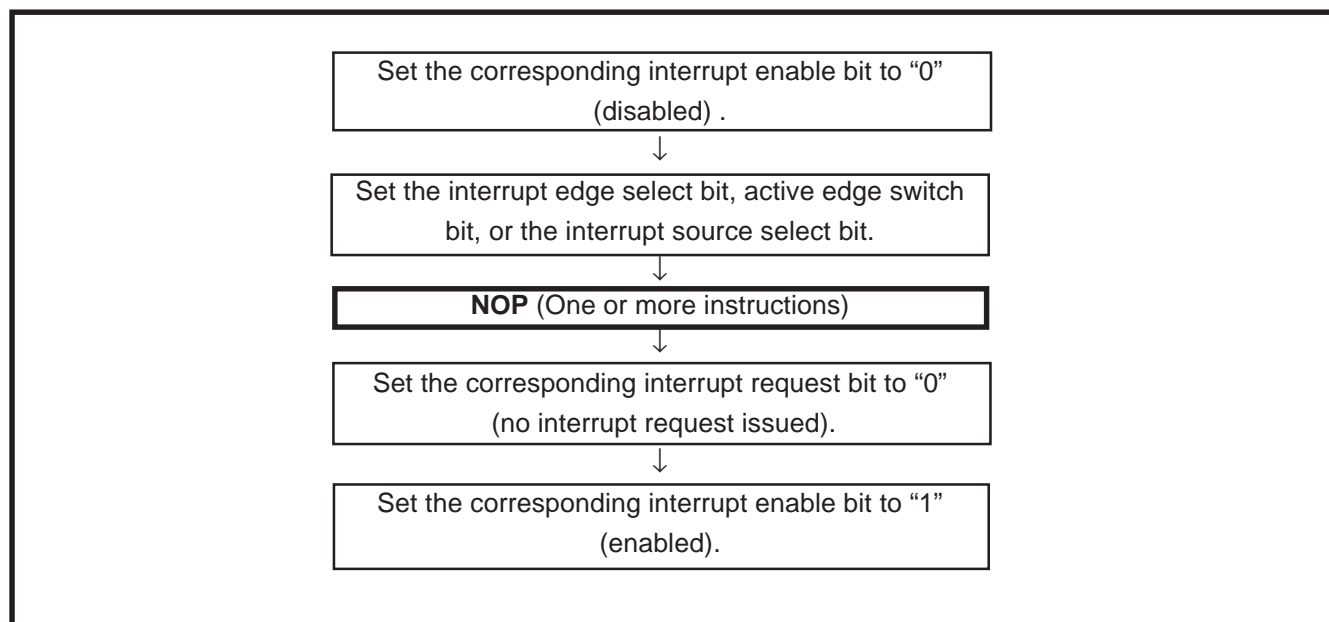 Set the corresponding interrupt enable bit to “0”
(disabled) .
↓
Set the interrupt edge select bit, active edge switch
bit, or the interrupt source select bit.
↓
NOP (One or more instructions)
↓
Set the corresponding interrupt request bit to “0”
(no interrupt request issued).
↓
Set the corresponding interrupt enable bit to “1”
(enabled).